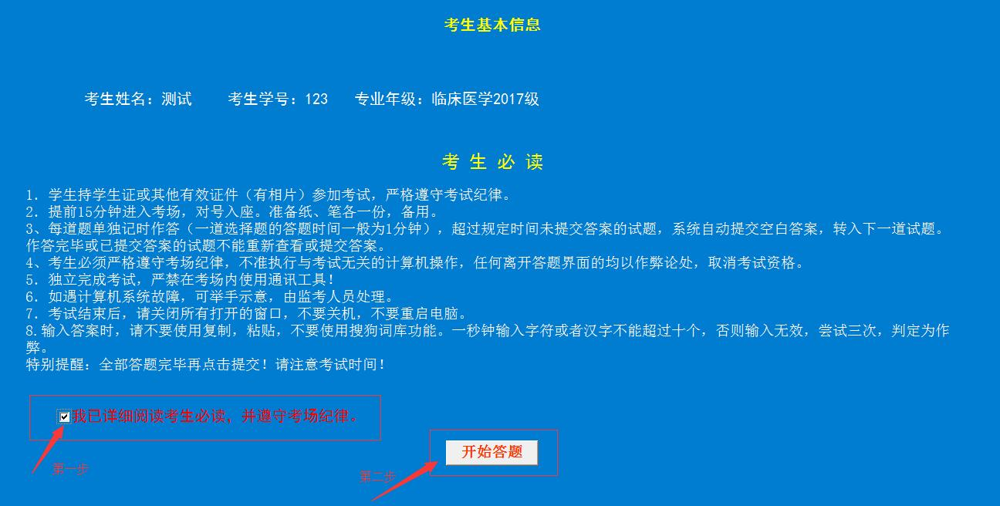 考生基本信息
考生姓名：测试 考生学号：123 专业年级：临床医学2017级
考 生 必 读
1. 学生持学生证或其他有效证件（有相片）参加考试，严格遵守考试纪律。
2. 提前15分钟进入考场，对号入座。准备纸、笔各一份，备用。
3、每道题单独记时作答（一道选择题的答题时间一般为1分钟），超过规定时间未提交答案的试题，系统自动提交空白答案，转入下一道试题。
作答完毕或已提交答案的试题不能重新查看或提交答案。
4、考生必须严格遵守考场纪律，不准执行与考试无关的计算机操作，任何离开答题界面的均以作弊论处，取消考试资格。
5. 独立完成考试，严禁在考场内使用通讯工具！
6. 如遇计算机系统故障，可举手示意，由监考人员处理。
7. 考试结束后，请关闭所有打开的窗口，不要关机，不要重启电脑。
8.输入答案时，请不要使用复制，粘贴，不要使用搜狗词库功能。一秒钟输入字符或者汉字不能超过十个，否则输入无效，尝试三次，判定为作
弊。
特别提醒：全部答题完毕再点击提交！请注意考试时间！
我已详细阅读考生必读，并遵守考场纪律。
开始答题
第一步
第二步